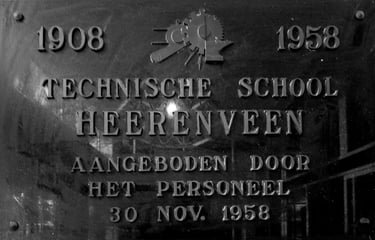 1908 1958
TECHNISCHE SCHOOL
HEERENVEEN
AANGEBODEN DOOR
HET PERSONEEL
30 NOV. 1958